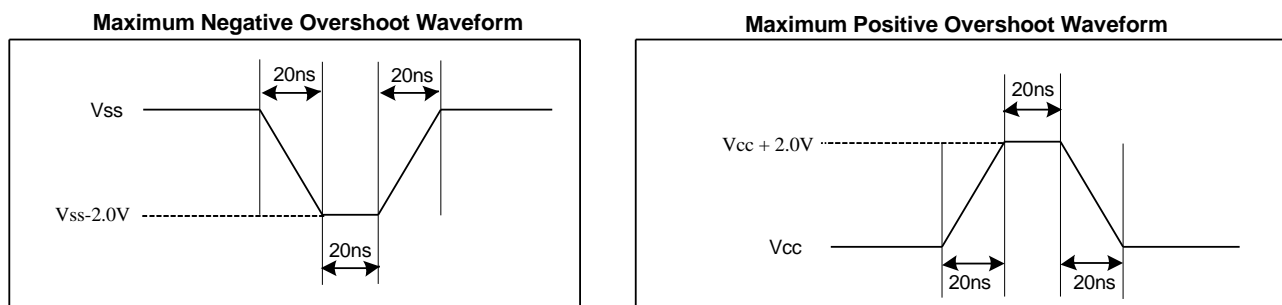 Maximum Negative Overshoot Waveform
20ns 20ns
Vss
Vss-2.0V
20ns
Maximum Positive Overshoot Waveform
20ns
Vcc + 2.0V
Vcc
20ns 20ns